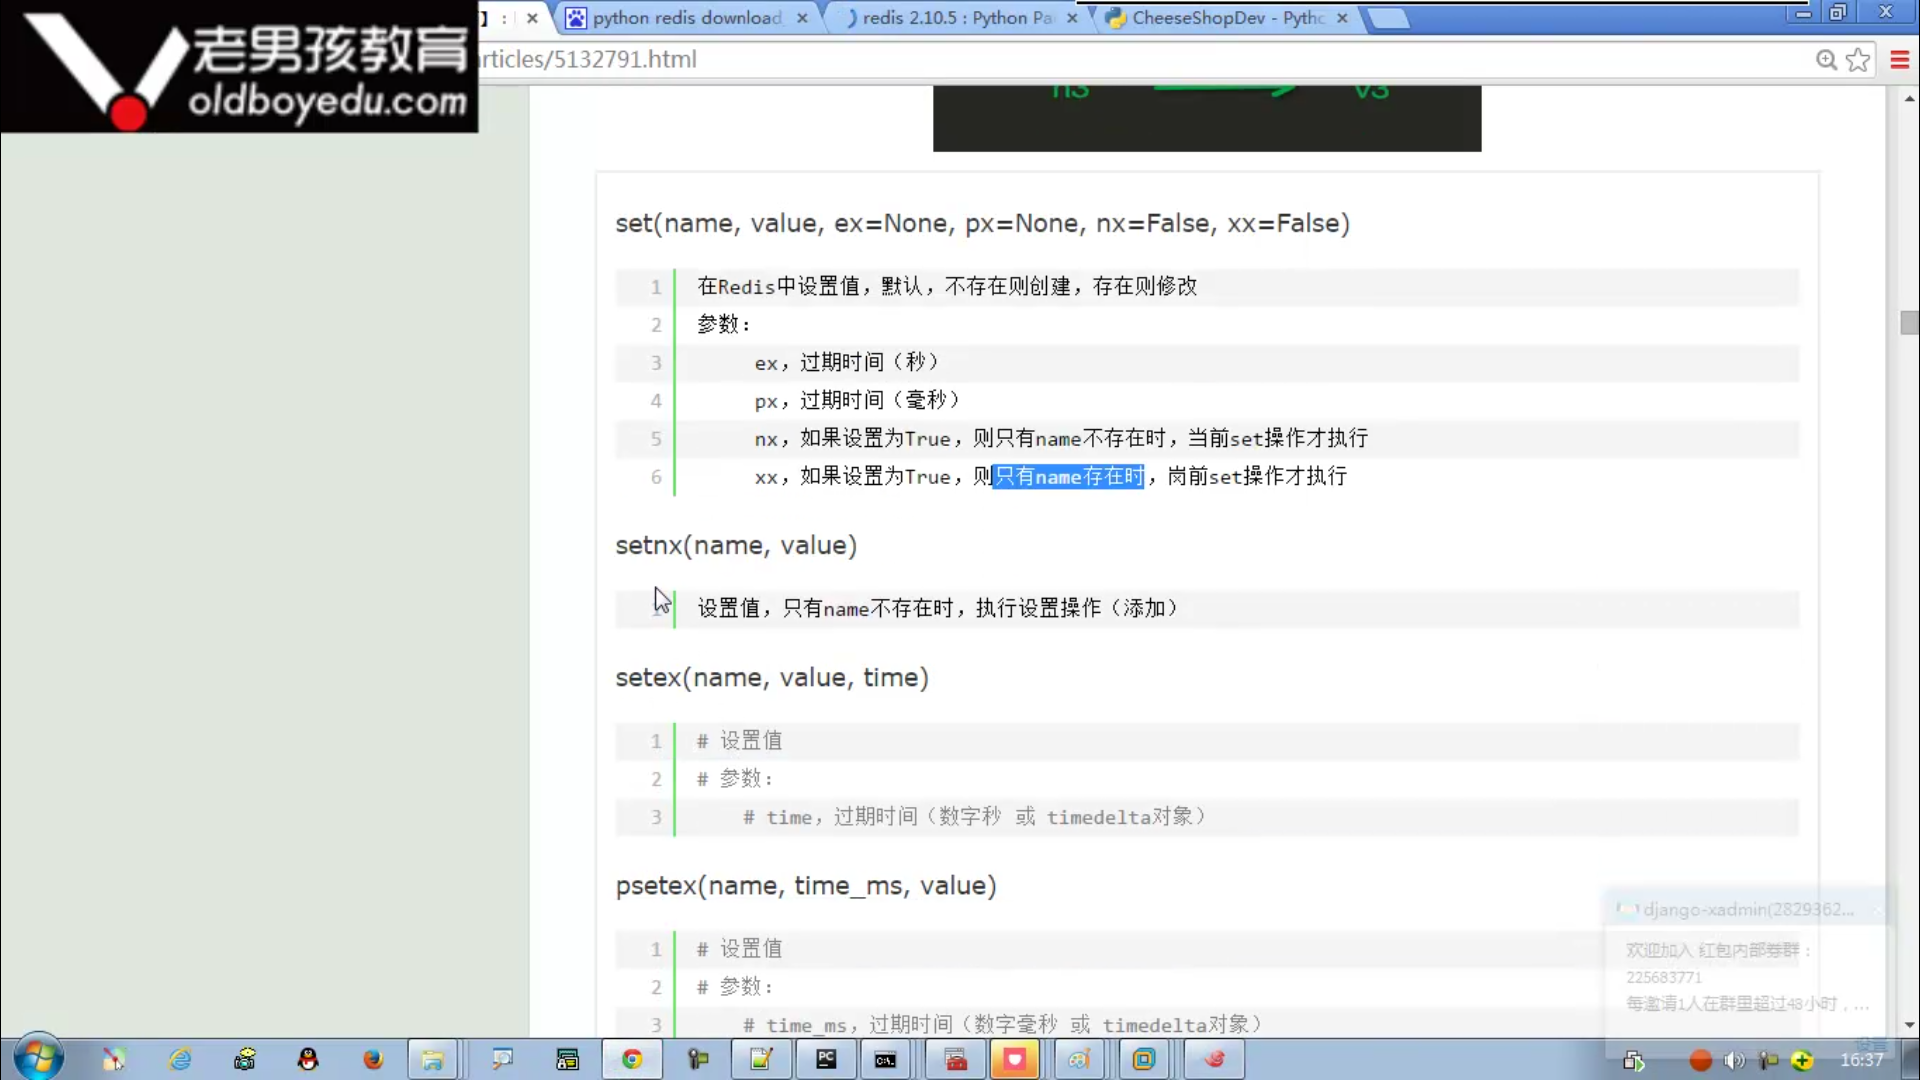 老男孩教育
oldboyedu.com
】 :
python redis download
redis 2.10.5 : Python Pa
CheeseShopDev - Pytho
rticles/5132791.html
n3 v3
set(name, value, ex=None, px=None, nx=False, xx=False)
1 在Redis中设置值，默认，不存在则创建，存在则修改
2 参数：
3 ex，过期时间（秒）
4 px，过期时间（毫秒）
5 nx，如果设置为True，则只有name不存在时，当前set操作才执行
6 xx，如果设置为True，则只有name存在时，岗前set操作才执行
setnx(name, value)
1 设置值，只有name不存在时，执行设置操作（添加）
setex(name, value, time)
1 # 设置值
2 # 参数：
3 # time，过期时间（数字秒 或 timedelta对象）
psetex(name, time_ms, value)
1 # 设置值
2 # 参数：
3 # time_ms，过期时间（数字毫秒 或 timedelta对象）
django-xadmin(2829362...
欢迎加入 红包内部券群：
225683771
每邀请1人在群里超过48小时，...
设置
PC
C:\.
16:37